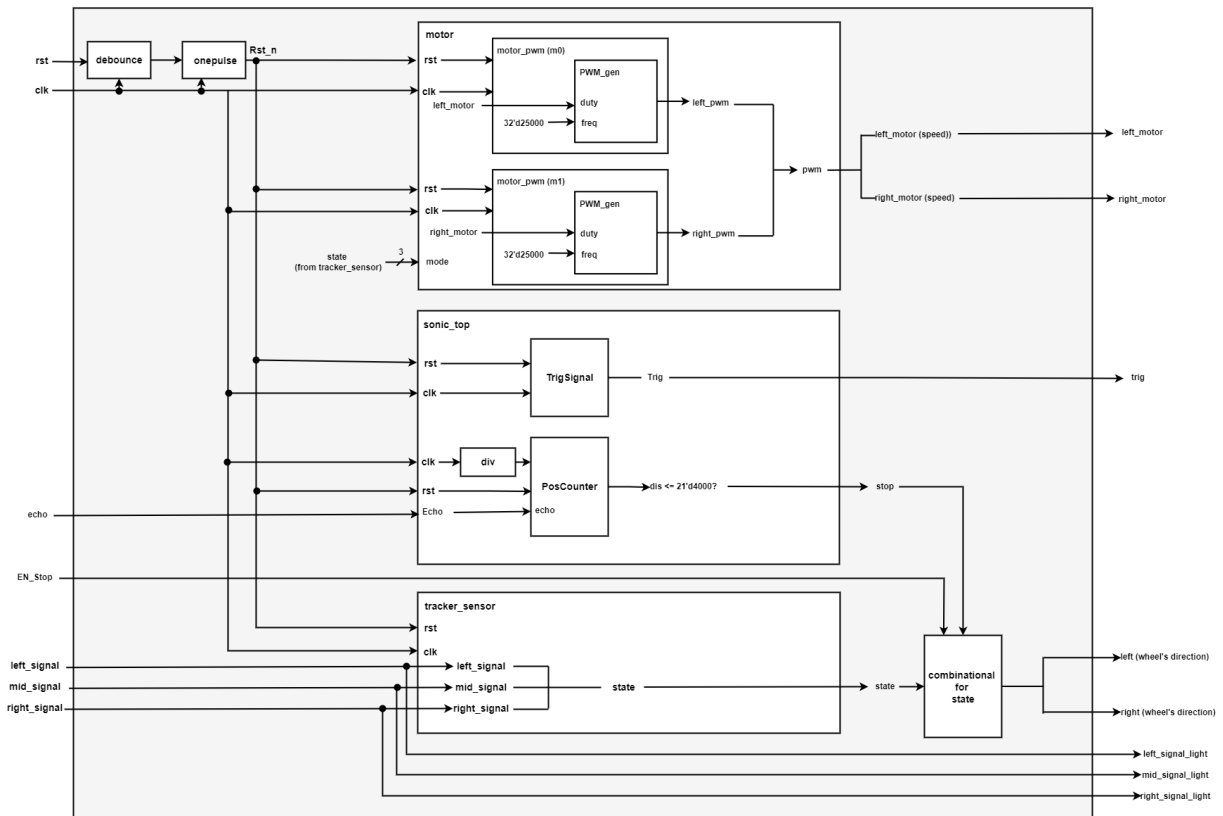 rst
clk
debounce
onepulse
Rst_n
motor
rst
clk
left_motor
32'd25000
motor_pwm (m0)
PWM_gen
duty
freq
left_pwm
rst
clk
right_motor
32'd25000
motor_pwm (m1)
PWM_gen
duty
freq
right_pwm
pwm
left_motor (speed))
left_motor
right_motor (speed)
right_motor
state
(from tracker_sensor)
3
mode
sonic_top
rst
clk
TrigSignal
Trig
trig
clk
div
rst
Echo
PosCounter
echo
dis <= 21'd4000?
stop
echo
EN_Stop
tracker_sensor
rst
clk
left_signal
mid_signal
right_signal
left_signal
mid_signal
right_signal
state
state
combinational
for
state
left (wheel's direction)
right (wheel's direction)
left_signal_light
mid_signal_light
right_signal_light